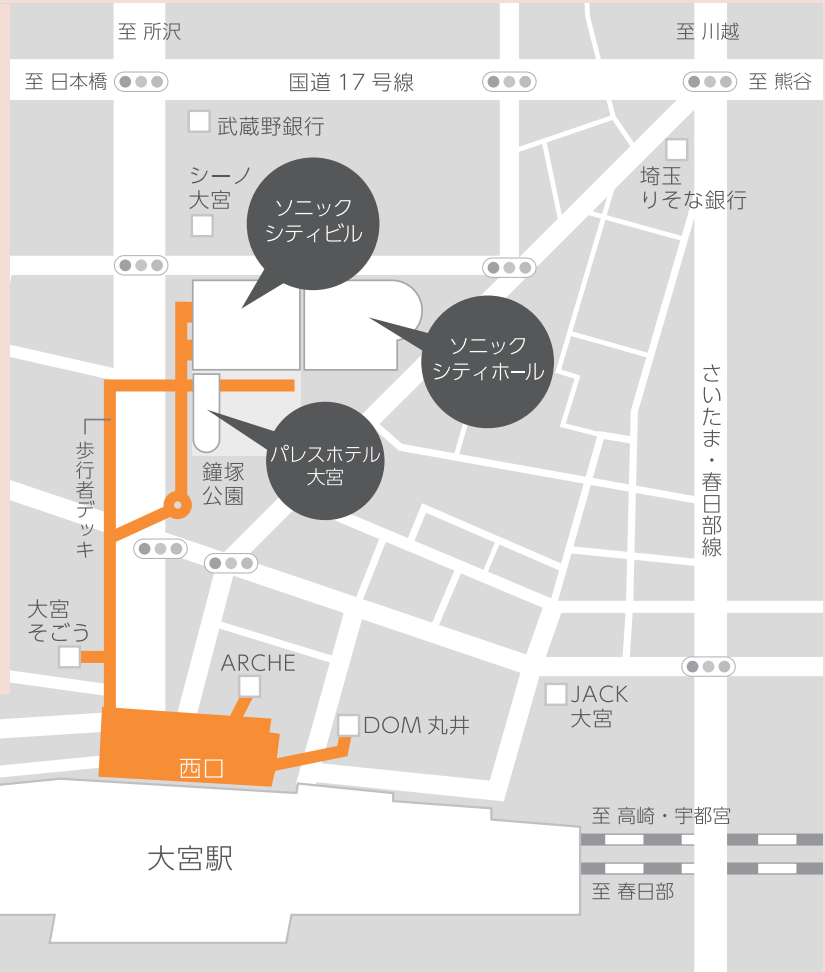 至 所沢
至 川越
至 日本橋
国道 17 号線
至 熊谷
武蔵野銀行
シーノ
大宮
埼玉
りそな銀行
ソニック
シティビル
ソニック
シティホール
パレスホテル
大宮
鐘塚
公園
歩行者デッキ
さいたま・春日部線
大宮
そごう
ARCHE
DOM 丸井
JACK
大宮
西口
大宮駅
至 高崎・宇都宮
至 春日部